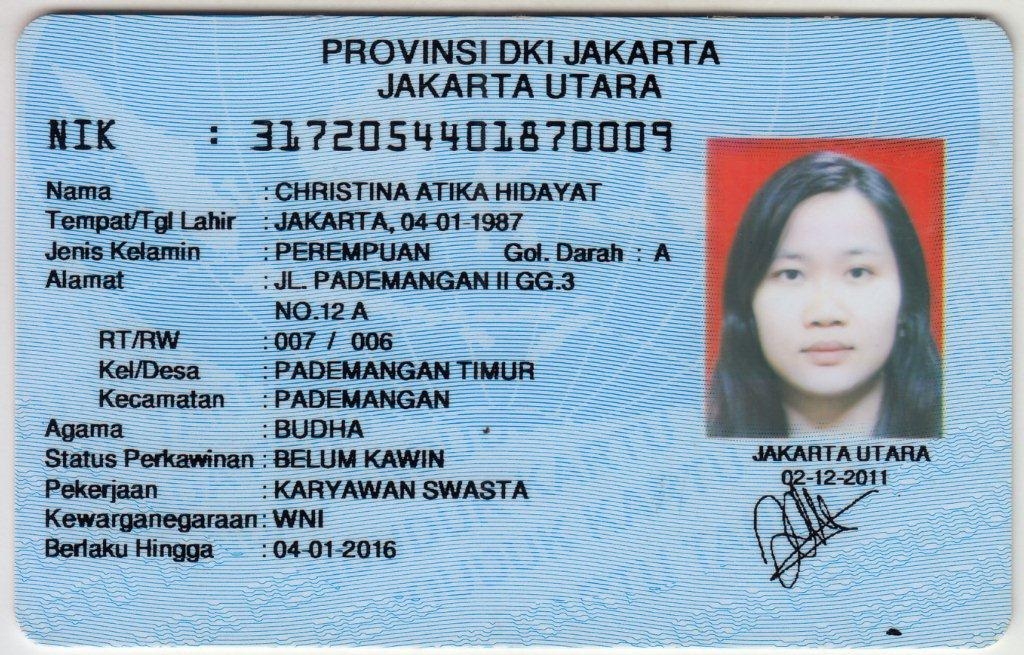 PROVINSI DKI JAKARTA
JAKARTA UTARA
NIK : 3172054401870009
Nama : CHRISTINA ATIKA HIDAYAT
Tempat/Tgl Lahir : JAKARTA, 04-01-1987
Jenis Kelamin : PEREMPUAN Gol. Darah : A
Alamat : JL. PADEMANGAN II GG.3
NO.12 A
RT/RW : 007 / 006
Kel/Desa : PADEMANGAN TIMUR
Kecamatan : PADEMANGAN
Agama : BUDHA
Status Perkawinan : BELUM KAWIN
Pekerjaan : KARYAWAN SWASTA
Kewarganegaraan : WNI
Berlaku Hingga : 04-01-2016
JAKARTA UTARA
02-12-2011